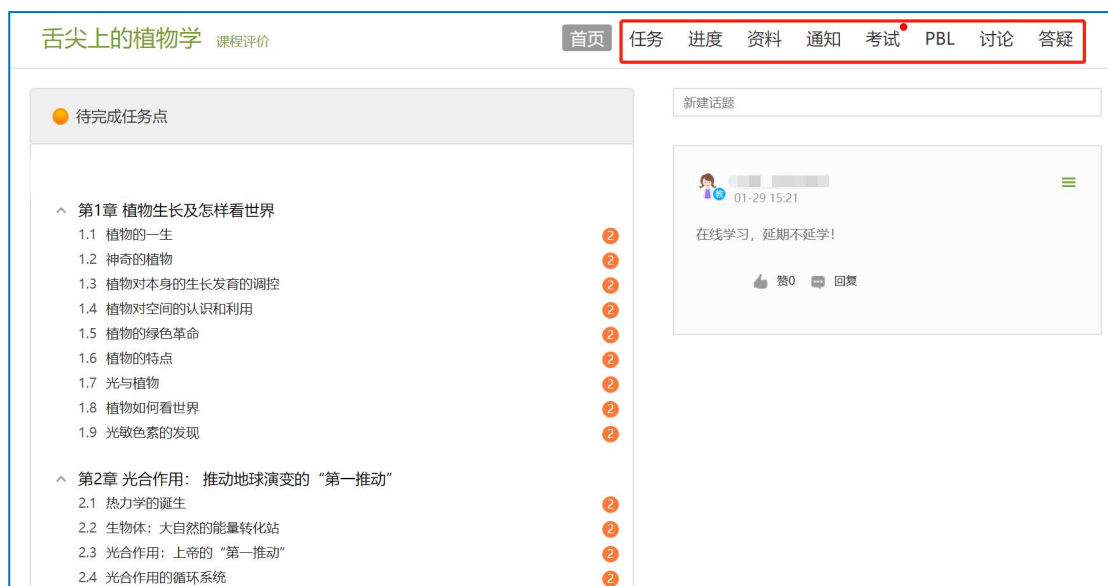 舌尖上的植物学 课程评价
首页 任务 进度 资料 通知 考试 PBL 讨论 答疑
待完成任务点
第1章 植物生长及怎样看世界
1.1 植物的一生 2
1.2 神奇的植物 2
1.3 植物对本身的生长发育的调控 2
1.4 植物对空间的认识和利用 2
1.5 植物的绿色革命 2
1.6 植物的特点 2
1.7 光与植物 2
1.8 植物如何看世界 2
1.9 光敏色素的发现 2
第2章 光合作用： 推动地球演变的“第一推动”
2.1 热力学的诞生 2
2.2 生物体：大自然的能量转化站 2
2.3 光合作用：上帝的“第一推动” 2
2.4 光合作用的循环系统 2
新建话题
教
01-29 15:21
在线学习，延期不延学！
赞0 回复